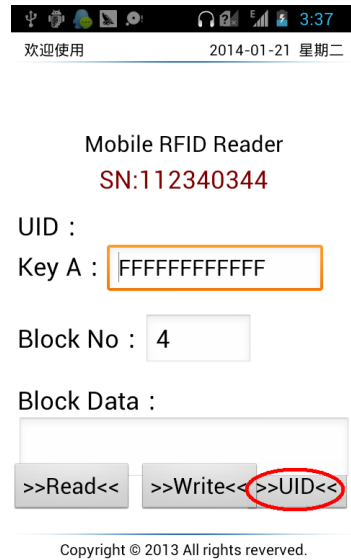 3:37
欢迎使用 2014-01-21 星期二
Mobile RFID Reader
SN:112340344
UID：
Key A： FFFFFFFFFFFF
Block No： 4
Block Data：
>>Read<< >>Write<< >>UID<<
Copyright © 2013 All rights reserved.